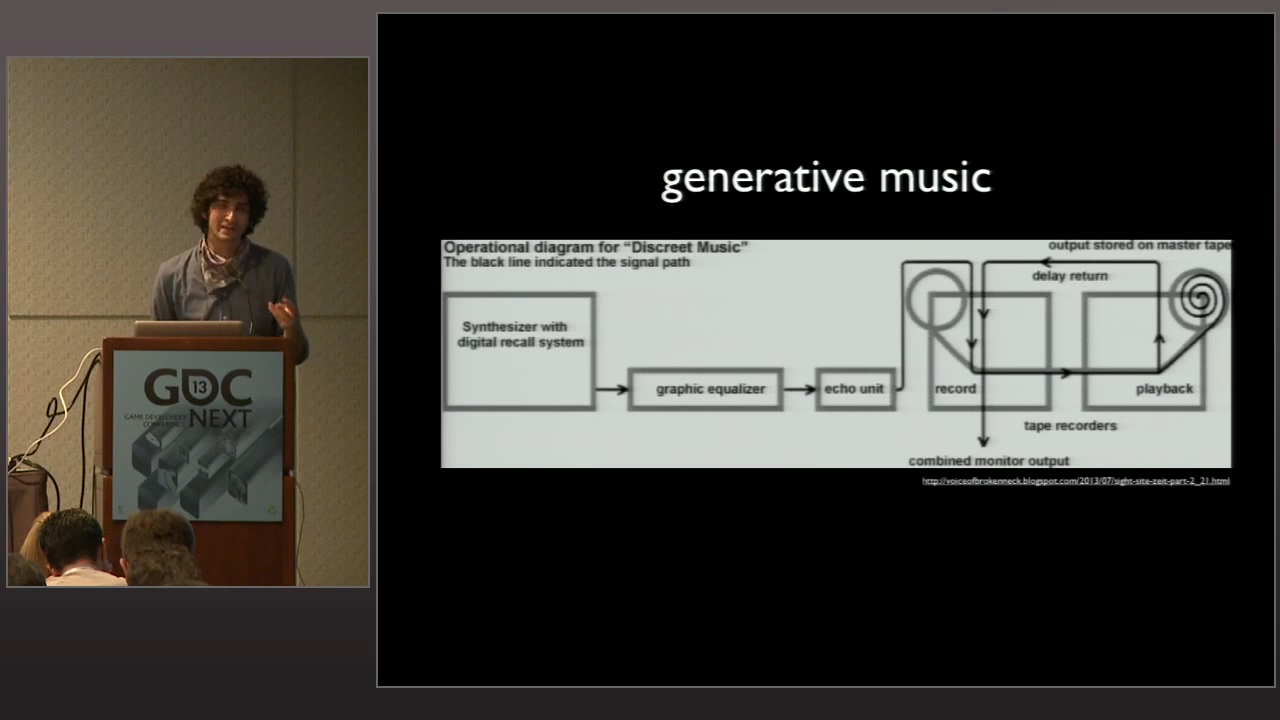 generative music
Operational diagram for “Discreet Music”
The black line indicated the signal path
output stored on master tape
delay return
Synthesizer with
digital recall system
graphic equalizer
echo unit
record
playback
tape recorders
combined monitor output
http://voiceofbrokenneck.blogspot.com/2013/07/sight-site-zeit-part-2_21.html
GDC
13
GAME DEVELOPERS
CONFERENCE
NEXT